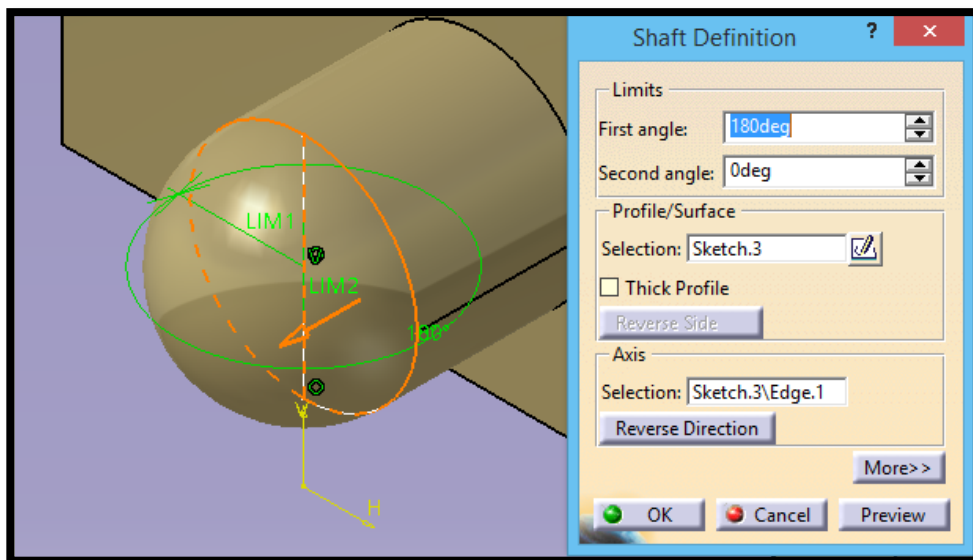 Shaft Definition
?
×
Limits
First angle: 180deg
Second angle: 0deg
Profile/Surface
Selection: Sketch.3
Thick Profile
Reverse Side
Axis
Selection: Sketch.3\Edge.1
Reverse Direction
More>>
OK
Cancel
Preview
LIM1
LIM2
180°
V
H